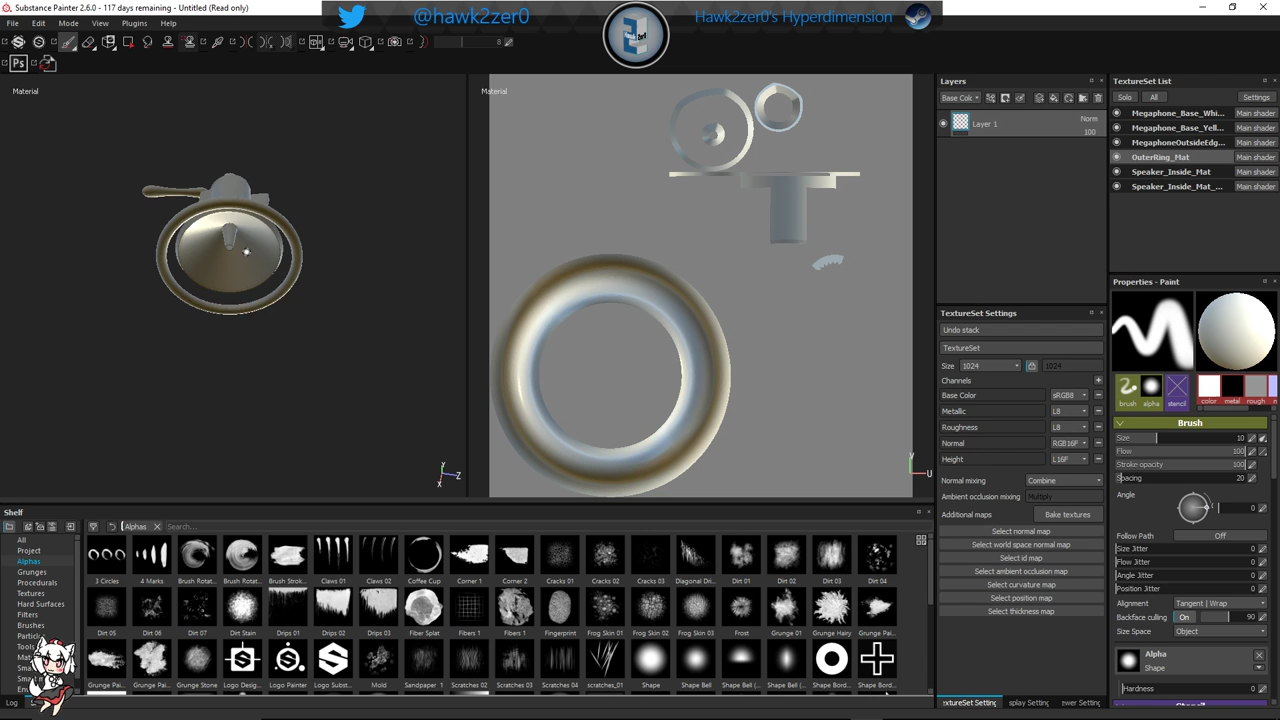 Substance Painter 2.6.0 - 117 days remaining - Untitled (Read only)
@hawk2zer0
Hawk2zer0's Hyperdimension
File Edit Mode View Plugins Help
8
Ps
Material
Material
Y
Z
X
V
U
Layers
Base Col
Layer 1
Norm
100
TextureSet List
Solo All Settings
Megaphone_Base_Whi... Main shader
Megaphone_Base_Yell... Main shader
MegaphoneOutsideEdg... Main shader
OuterRing_Mat Main shader
Speaker_Inside_Mat Main shader
Speaker_Inside_Mat_... Main shader
Properties - Paint
brush alpha stencil color metal rough
Brush
Size 10
Flow 100
Stroke opacity 100
Spacing 20
Angle 0
Follow Path Off
Size Jitter 0
Flow Jitter 0
Angle Jitter 0
Position Jitter 0
Alignment Tangent | Wrap
Backface culling On 90
Size Space Object
Alpha
Shape
Hardness 0
Stencil
TextureSet Settings
Undo stack
TextureSet
Size 1024 1024
Channels
Base Color sRGB8
Metallic L8
Roughness L8
Normal RGB16F
Height L16F
Normal mixing Combine
Ambient occlusion mixing Multiply
Additional maps Bake textures
Select normal map
Select world space normal map
Select id map
Select ambient occlusion map
Select curvature map
Select position map
Select thickness map
Shelf
Alphas Search...
All
Project
Alphas
Grunges
Procedurals
Textures
Hard Surfaces
Filters
Brushes
Tools
3 Circles 4 Marks Brush Rotat... Brush Rotat... Brush Strok... Claws 01 Claws 02 Coffee Cup Corner 1 Corner 2 Cracks 01 Cracks 02 Cracks 03 Diagonal Dri... Dirt 01 Dirt 02 Dirt 03 Dirt 04
Dirt 05 Dirt 06 Dirt 07 Dirt Stain Drips 01 Drips 02 Drips 03 Fiber Splat Fibers 1 Fibers 1 Fingerprint Frog Skin 02 Frog Skin 03 Frost Grunge 01 Grunge 02 Grunge Hairy Grunge Pai...
Grunge Pai... Grunge Pai... Grunge Stone Logo Desig... Logo Painter Logo Subst... Mold Sandpaper 1 Scratches 02 Scratches 03 Scratches 04 scratches_01 Shape Shape Bell Shape Bell (... Shape Bell (... Shape Bord... Shape Bord...
Log